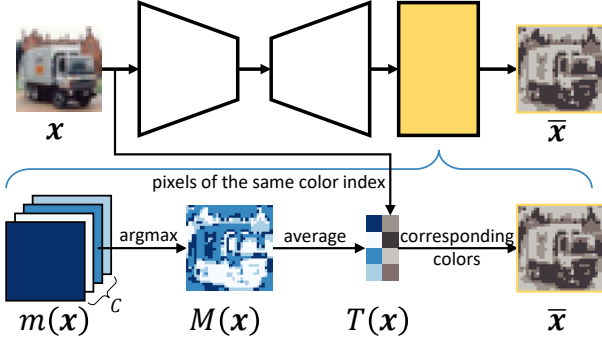 x
x̅
pixels of the same color index
argmax
average
corresponding
colors
C
m(x)
M(x)
T(x)
x̅